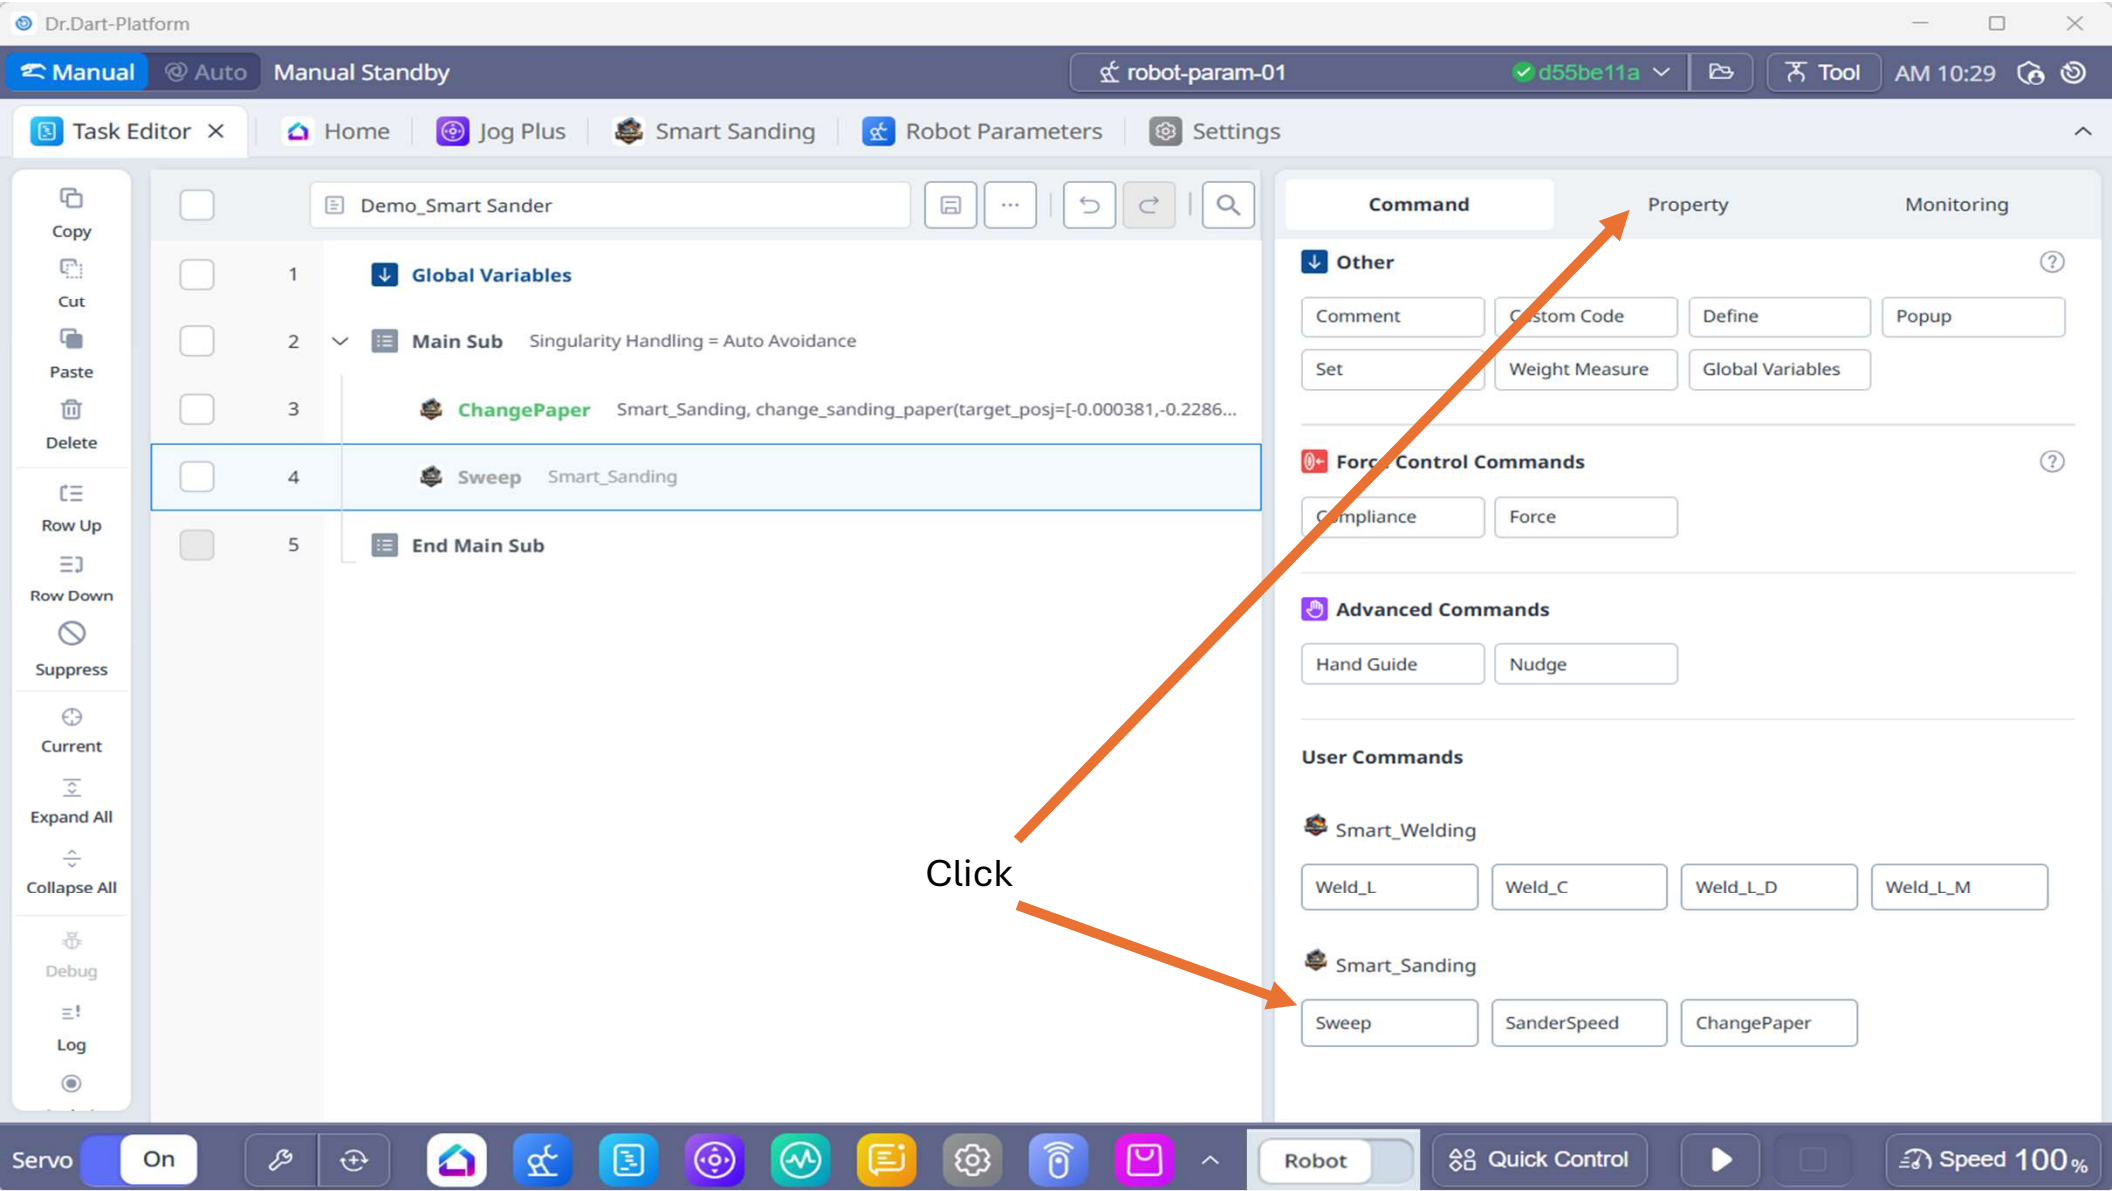 Dr.Dart-Platform
Manual Auto Manual Standby robot-param-01 d55be11a Tool AM 10:29
Task Editor Home Jog Plus Smart Sanding Robot Parameters Settings
Copy
Cut
Paste
Delete
Row Up
Row Down
Suppress
Current
Expand All
Collapse All
Debug
Log
Demo_Smart Sander
1 Global Variables
2 Main Sub Singularity Handling = Auto Avoidance
3 ChangePaper Smart_Sanding, change_sanding_paper(target_posj=[-0.000381,-0.2286...
4 Sweep Smart_Sanding
5 End Main Sub
Click
Command Property Monitoring
Other
Comment Custom Code Define Popup
Set Weight Measure Global Variables
Force Control Commands
Compliance Force
Advanced Commands
Hand Guide Nudge
User Commands
Smart_Welding
Weld_L Weld_C Weld_L_D Weld_L_M
Smart_Sanding
Sweep SanderSpeed ChangePaper
Servo On Robot Quick Control Speed 100 %